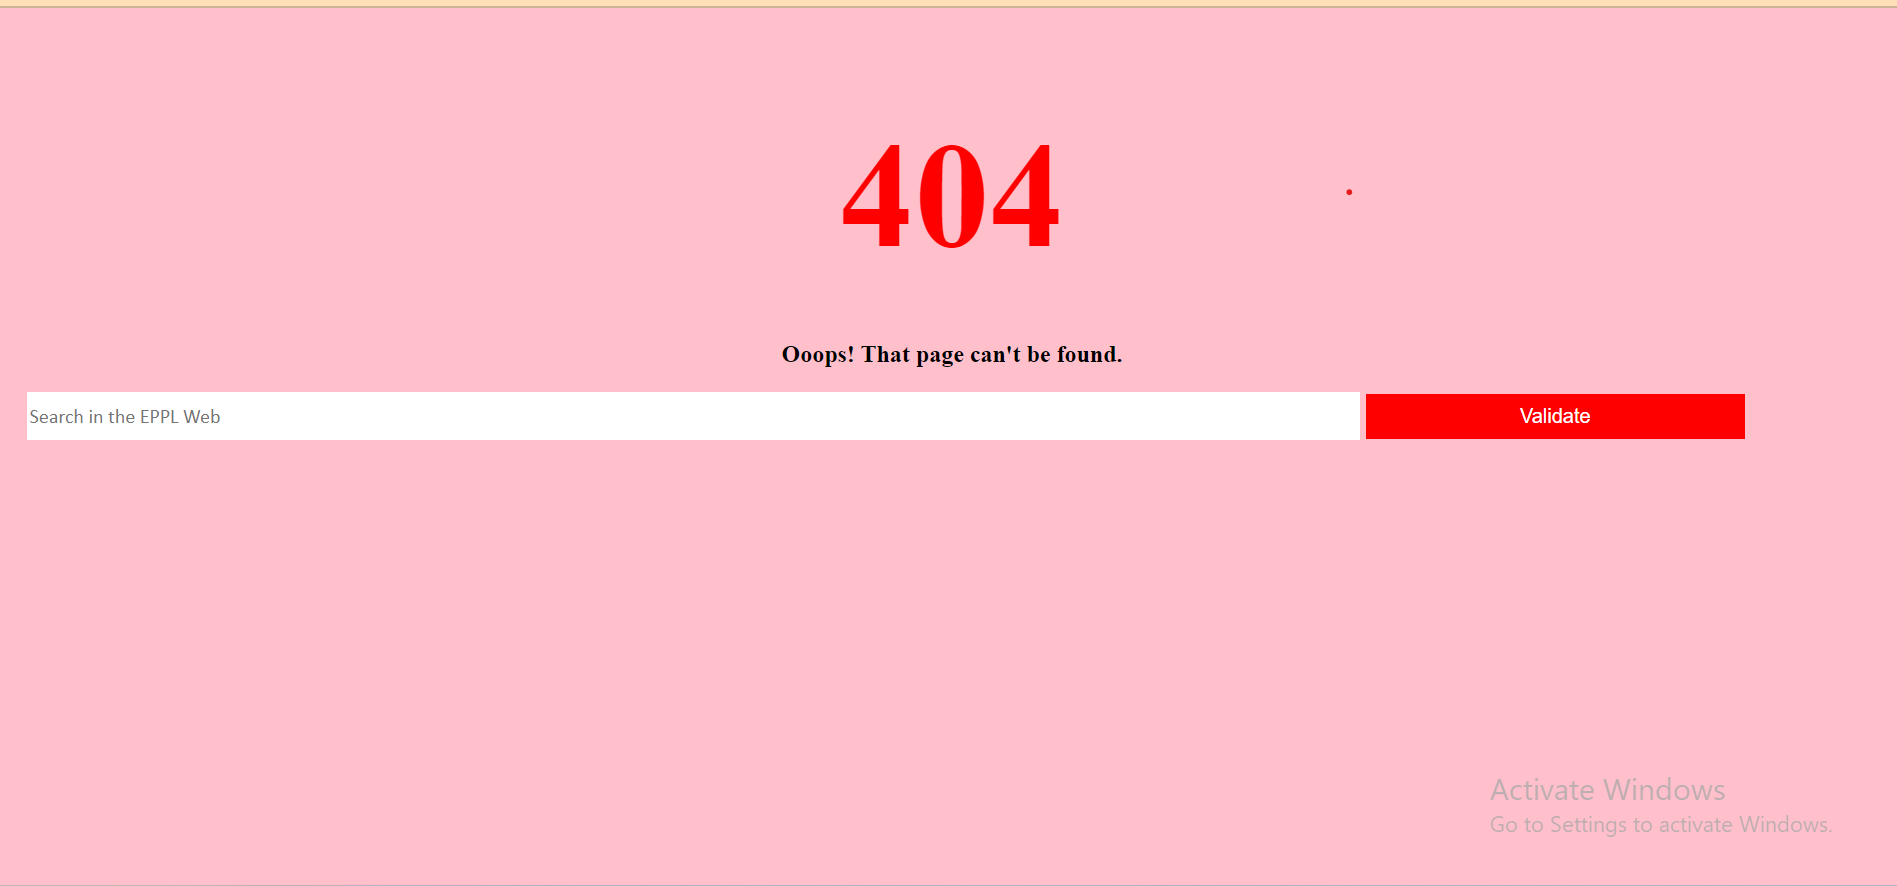 404
Ooops! That page can't be found.
Search in the EPPL Web
Validate
Activate Windows
Go to Settings to activate Windows.